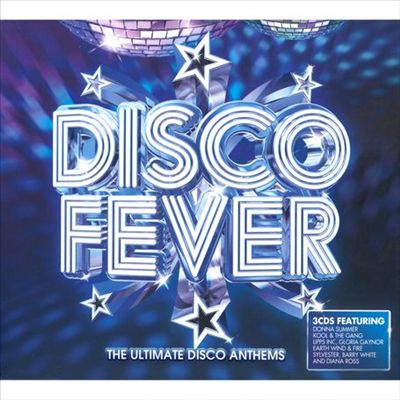 DISCO
FEVER
THE ULTIMATE DISCO ANTHEMS
3CDS FEATURING
DONNA SUMMER
KOOL & THE GANG
LIPPS INC, GLORIA GAYNOR
EARTH WIND & FIRE
SYLVESTER, BARRY WHITE
AND DIANA ROSS